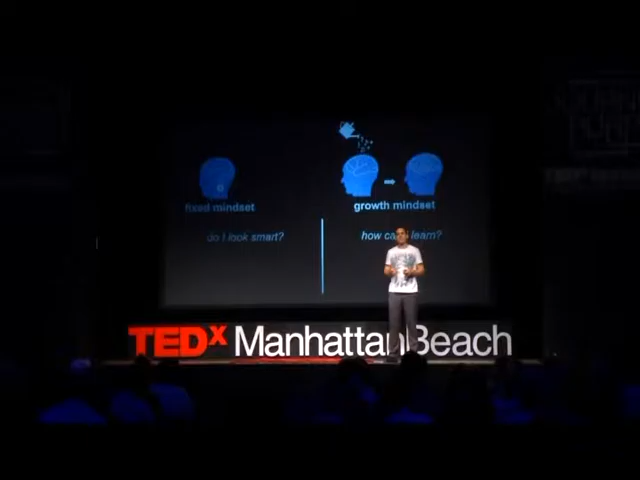 fixed mindset
growth mindset
do I look smart?
how can learn?
TEDx ManhattanBeach